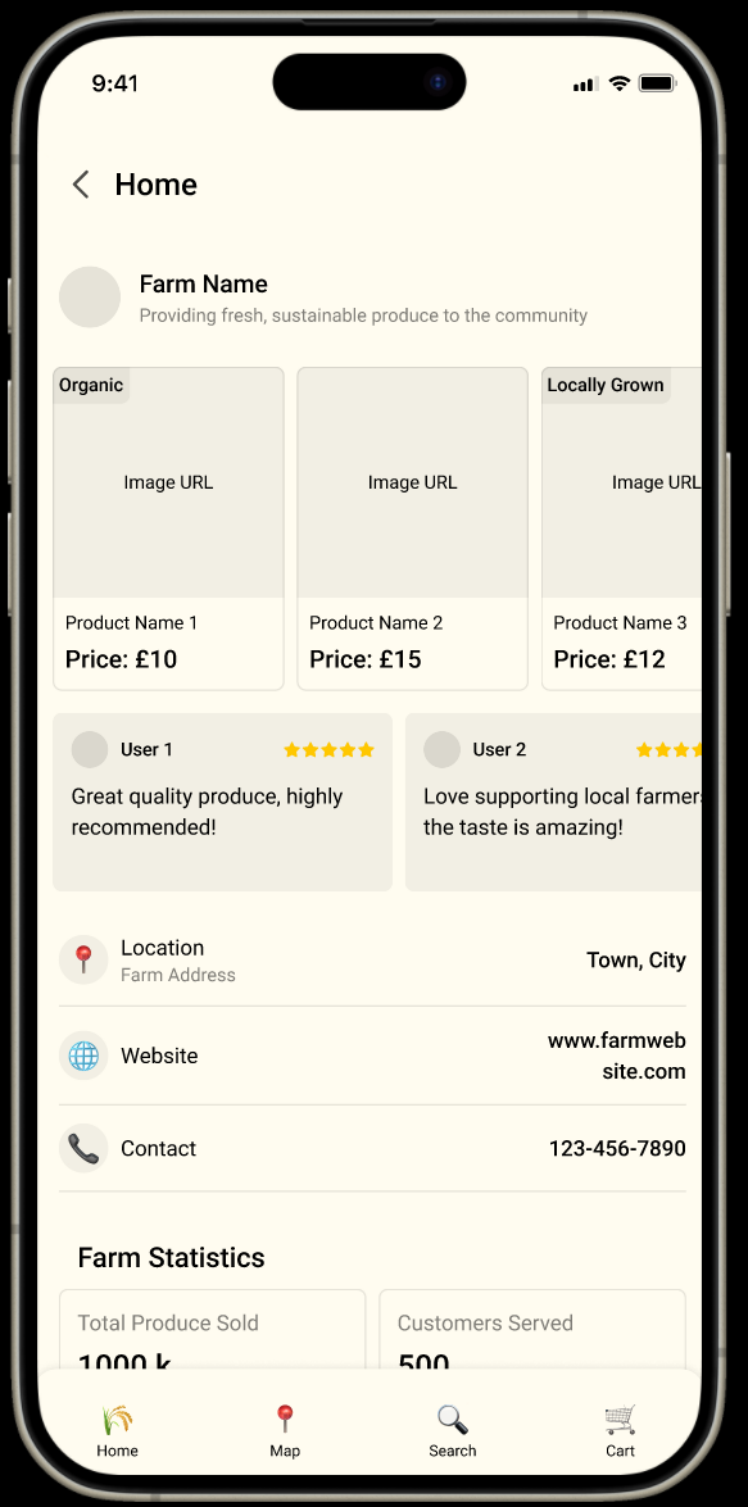 9:41
Home
Farm Name
Providing fresh, sustainable produce to the community
Organic
Image URL
Product Name 1
Price: £10
Image URL
Product Name 2
Price: £15
Locally Grown
Image URL
Product Name 3
Price: £12
User 1
Great quality produce, highly
recommended!
User 2
Love supporting local farmers
the taste is amazing!
Location
Farm Address
Town, City
Website
www.farmweb
site.com
Contact
123-456-7890
Farm Statistics
Total Produce Sold
1000 k
Customers Served
500
Home
Map
Search
Cart